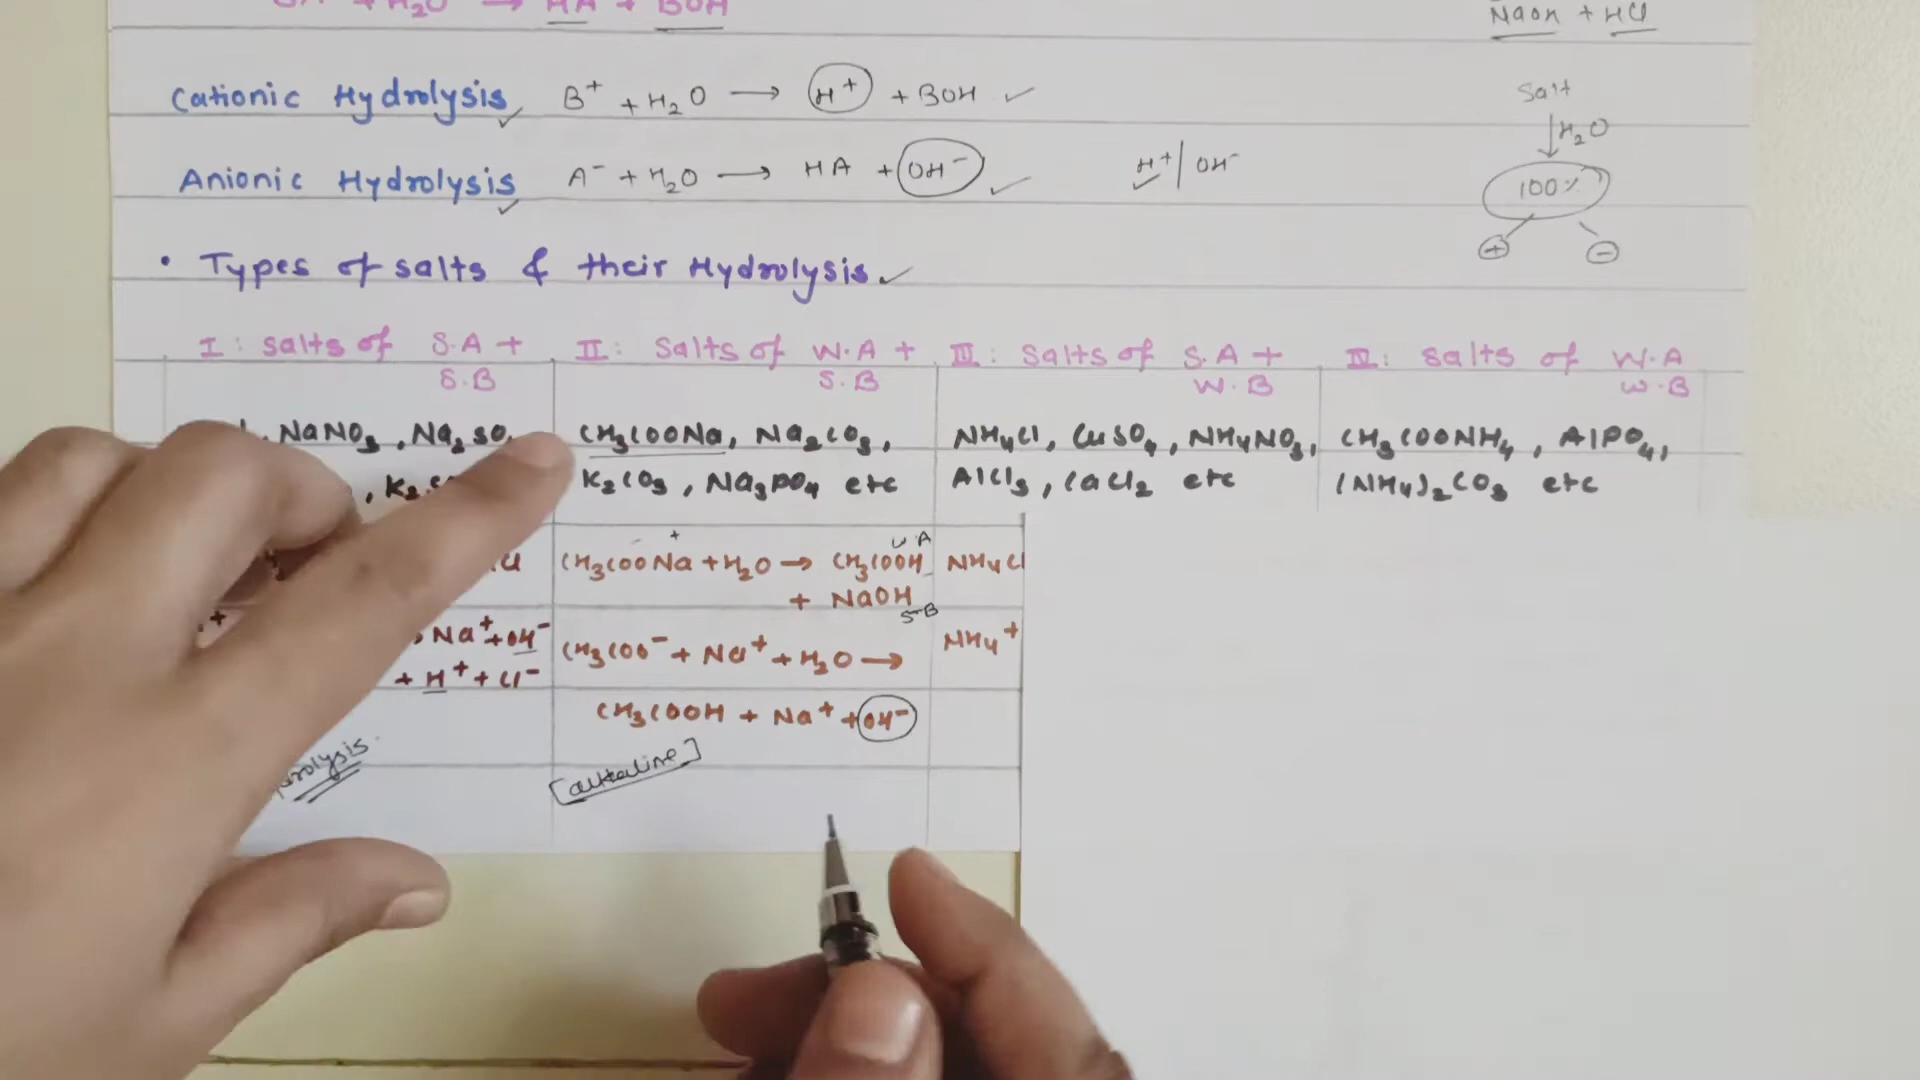 + H₂O → HA + BOH
NaOH + HCl
Cationic Hydrolysis B⁺ + H₂O → H⁺ + BOH ✓
Anionic Hydrolysis A⁻ + H₂O → HA + OH⁻ ✓
H⁺ | OH⁻
Salt
H₂O
100%
+ −
• Types of salts & their Hydrolysis ✓
I: Salts of S.A + S.B
II: Salts of W.A + S.B
III: Salts of S.A + W.B
IV: Salts of W.A W.B
NaNO₃, Na₂SO
CH₃COONa, Na₂CO₃,
K₂CO₃, Na₃PO₄ etc
NH₄Cl, CuSO₄, NH₄NO₃,
AlCl₃, CaCl₂ etc
CH₃COONH₄, AlPO₄,
(NH₄)₂CO₃ etc
Na⁺ + OH⁻
+ H⁺ + Cl⁻
CH₃COONa + H₂O → CH₃COOH
+
W.A
+ NaOH
S-B
CH₃COO⁻ + Na⁺ + H₂O →
CH₃COOH + Na⁺ + OH⁻
[alkaline]
NH₄Cl
NH₄⁺